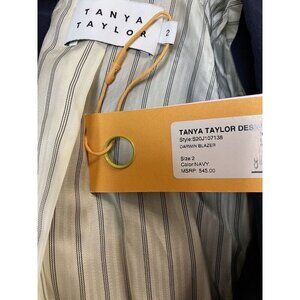 TANYA
TAYLOR
2
TANYA TAYLOR DES
Style:S20J107138
DARWIN BLAZER
Size:2
Color:NAVY
MSRP: 545.00